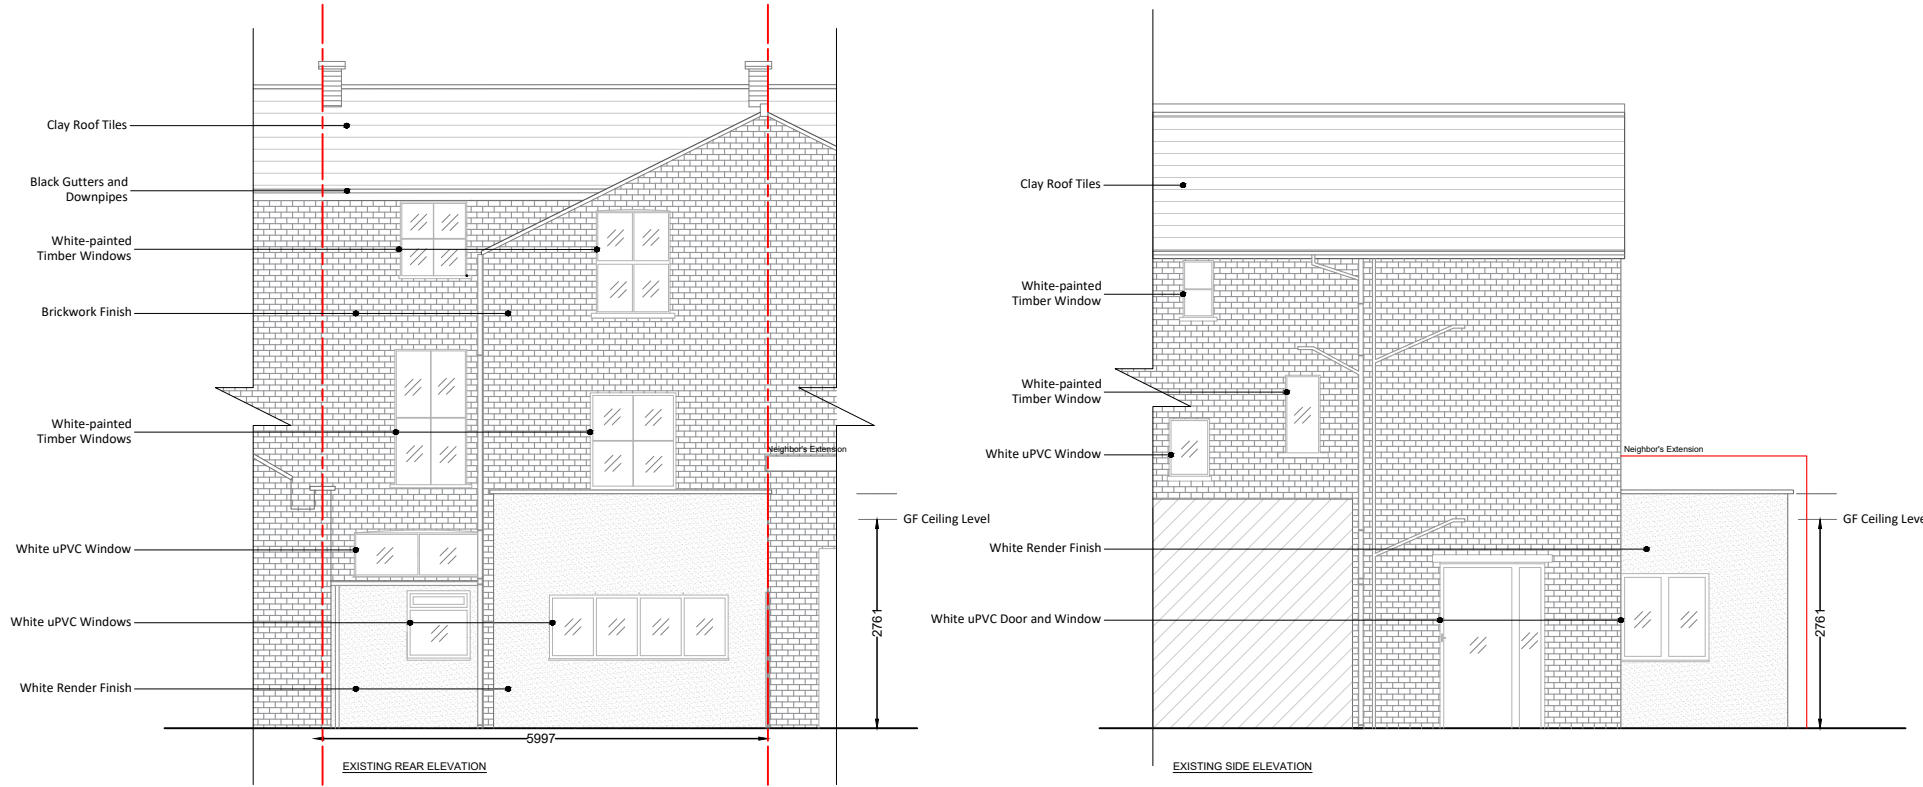 Clay Roof Tiles
Black Gutters and
Downpipes
White-painted
Timber Windows
Brickwork Finish
White-painted
Timber Windows
White uPVC Window
White uPVC Windows
White Render Finish
Neighbor's Extension
GF Ceiling Level
2761
5997
EXISTING REAR ELEVATION
Clay Roof Tiles
White-painted
Timber Window
White-painted
Timber Window
White uPVC Window
White Render Finish
White uPVC Door and Window
Neighbor's Extension
GF Ceiling Leve
2761
EXISTING SIDE ELEVATION